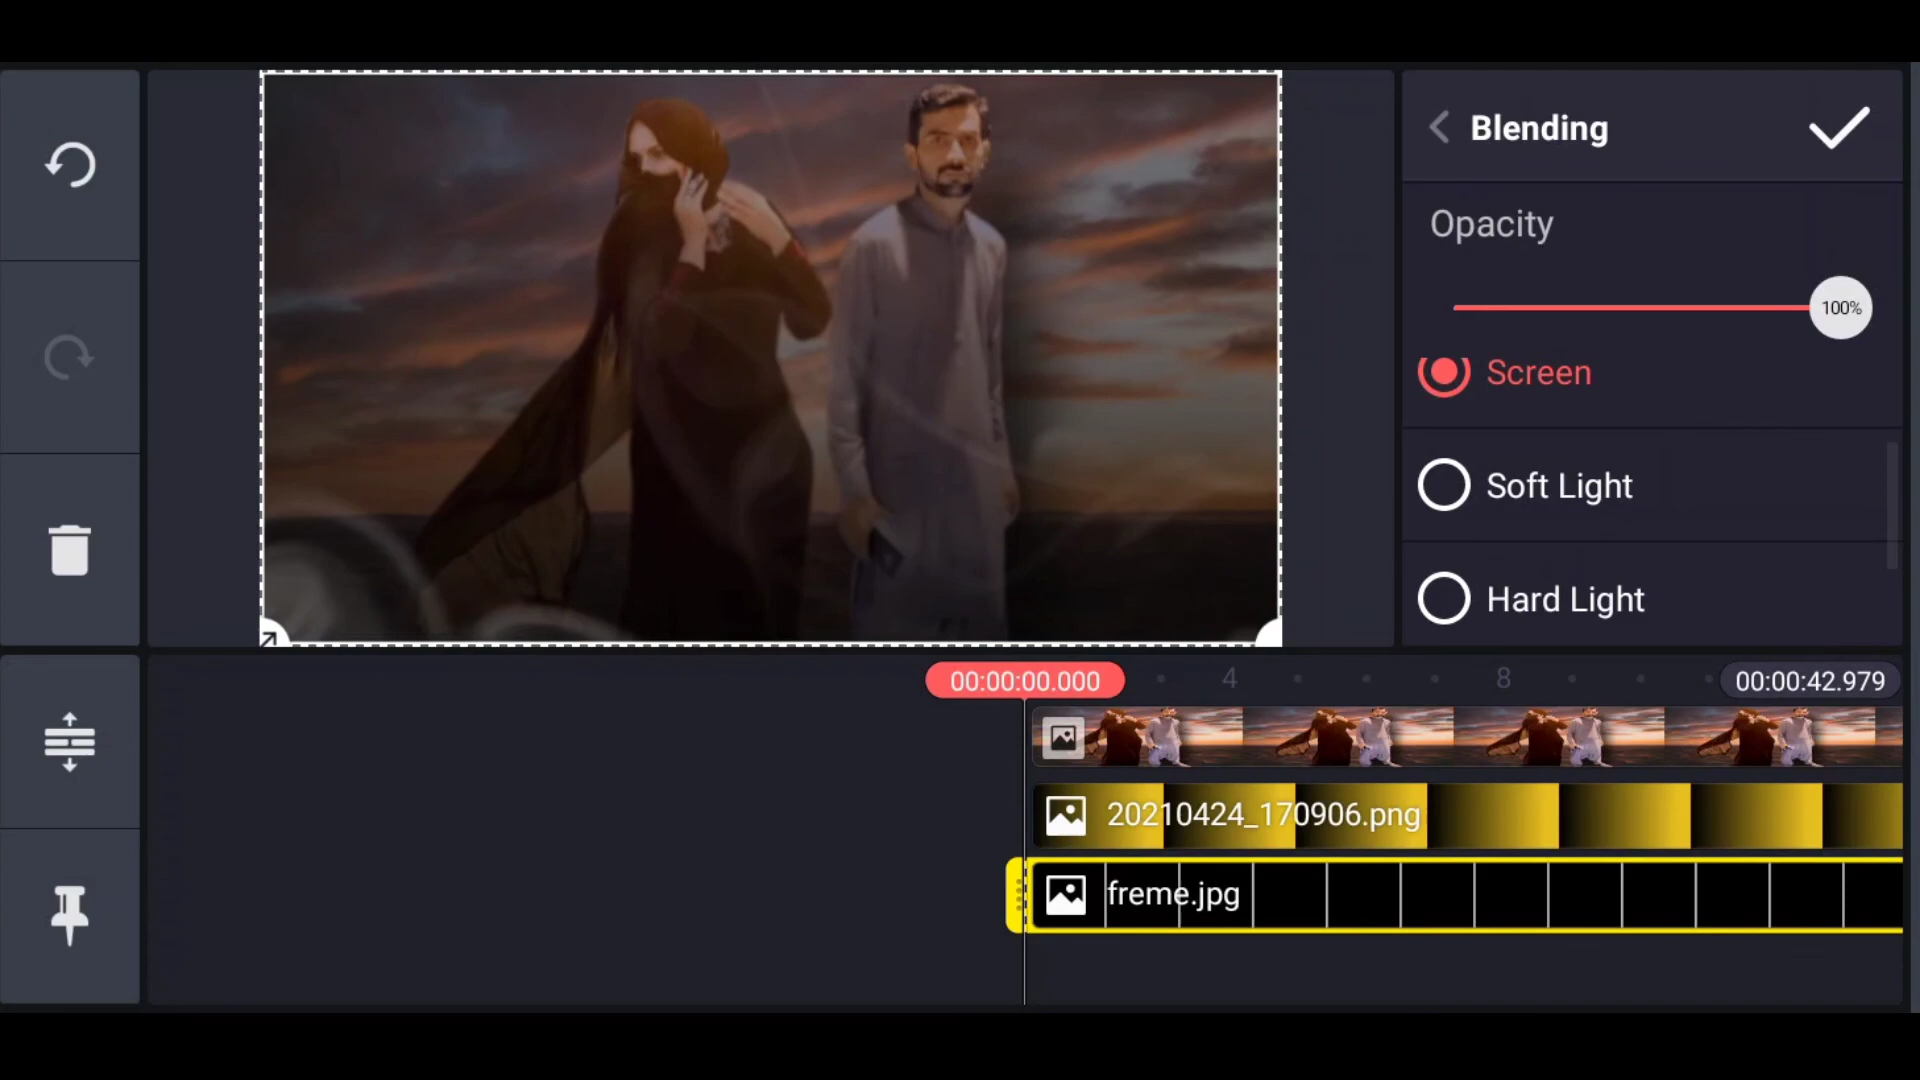 Blending
Opacity
100%
Screen
Soft Light
Hard Light
00:00:00.000
4
8
00:00:42.979
20210424_170906.png
freme.jpg